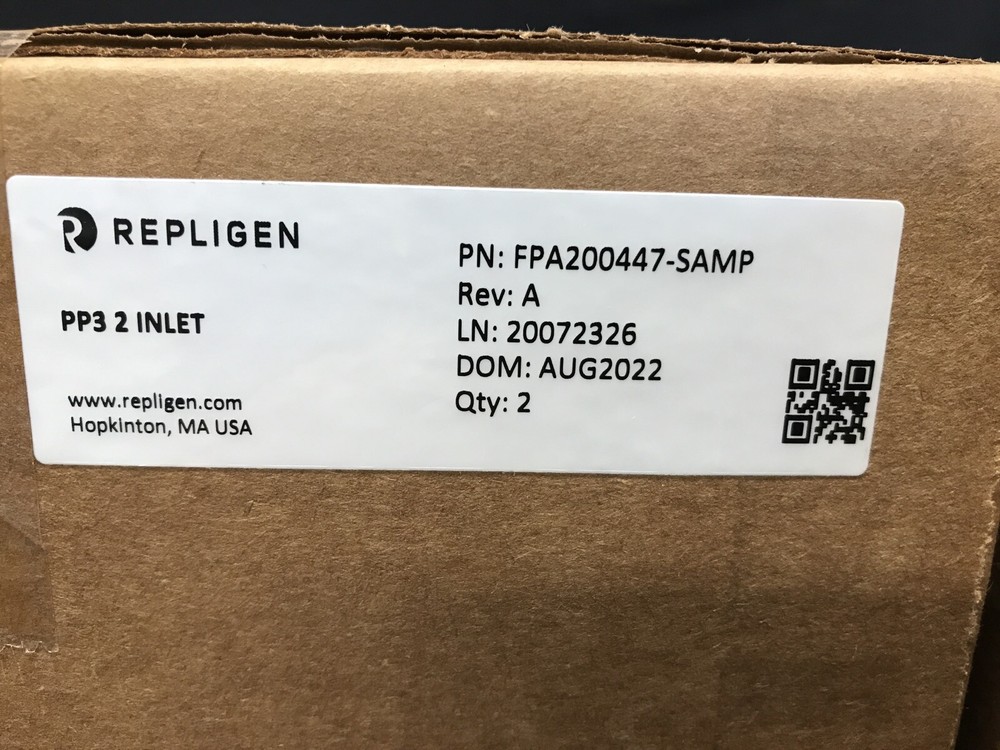 REPLIGEN
PP3 2 INLET
www.repligen.com
Hopkinton, MA USA
PN: FPA200447-SAMP
Rev: A
LN: 20072326
DOM: AUG2022
Qty: 2